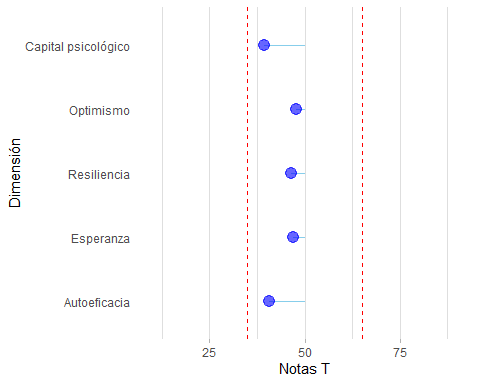 Capital psicológico
Optimismo
Resiliencia
Esperanza
Autoeficacia
Dimensión
25 50 75
Notas T